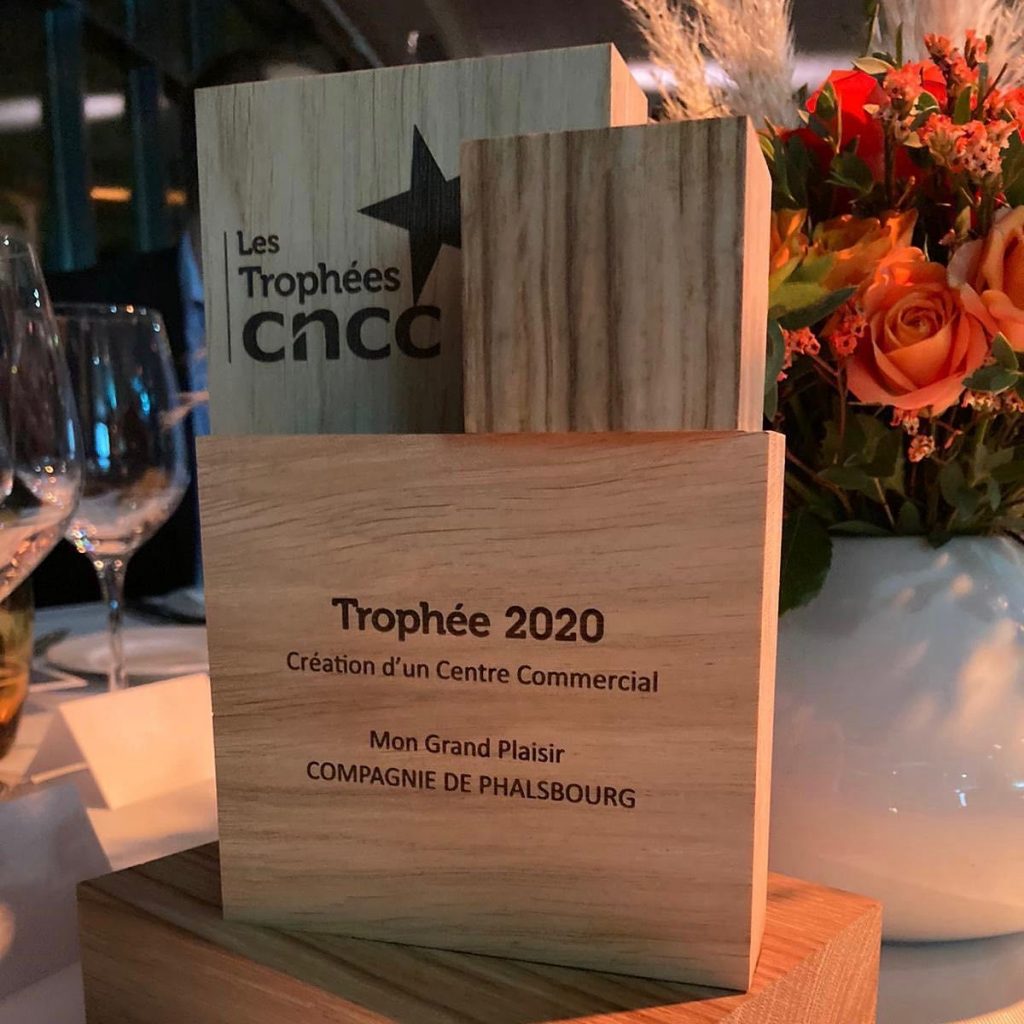 Les
Trophées
cncc
Trophée 2020
Création d'un Centre Commercial
Mon Grand Plaisir
COMPAGNIE DE PHALSBOURG